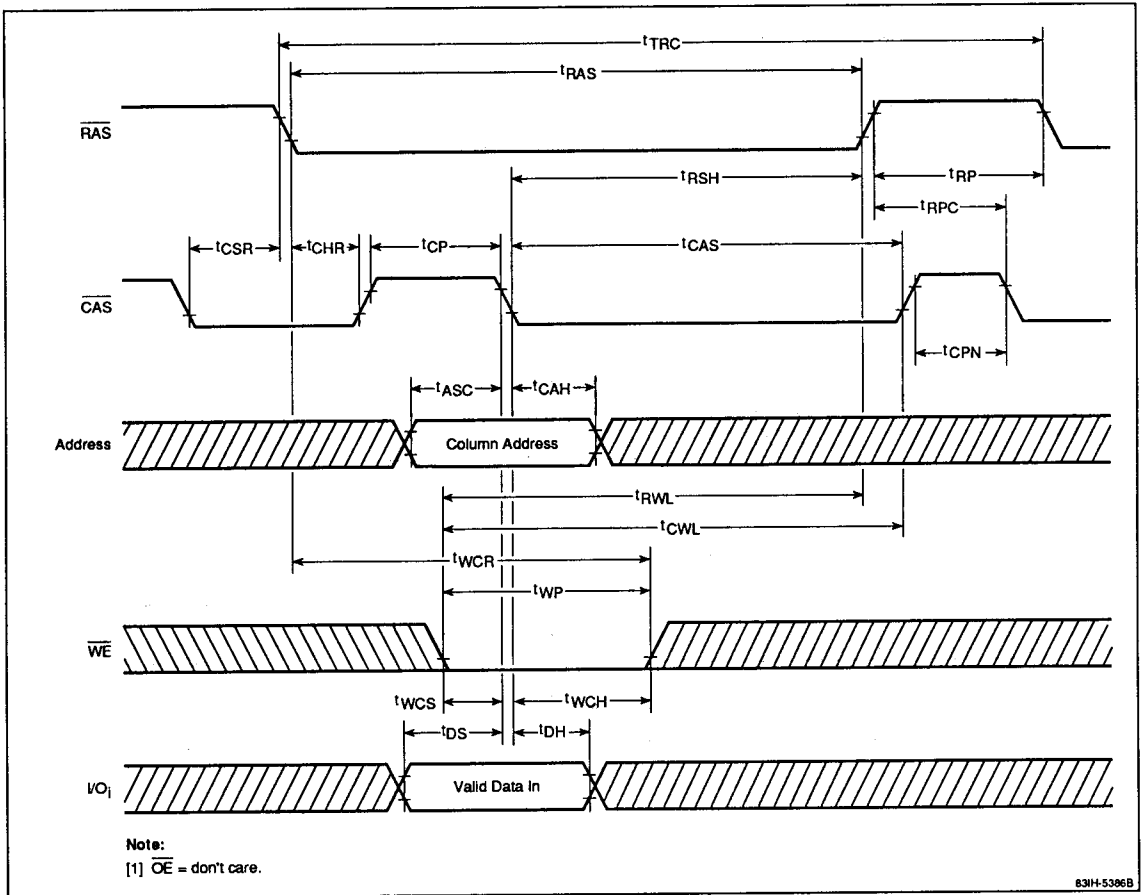 tTRC
tRAS
RAS
tRSH
tRP
tRPC
tCSR
tCHR
tCP
tCAS
CAS
tCPN
tASC
tCAH
Address
Column Address
tRWL
tCWL
tWCR
tWP
WE
tWCS
tWCH
tDS
tDH
I/Oi
Valid Data In
Note:
[1] OE = don't care.
83IH-5386B